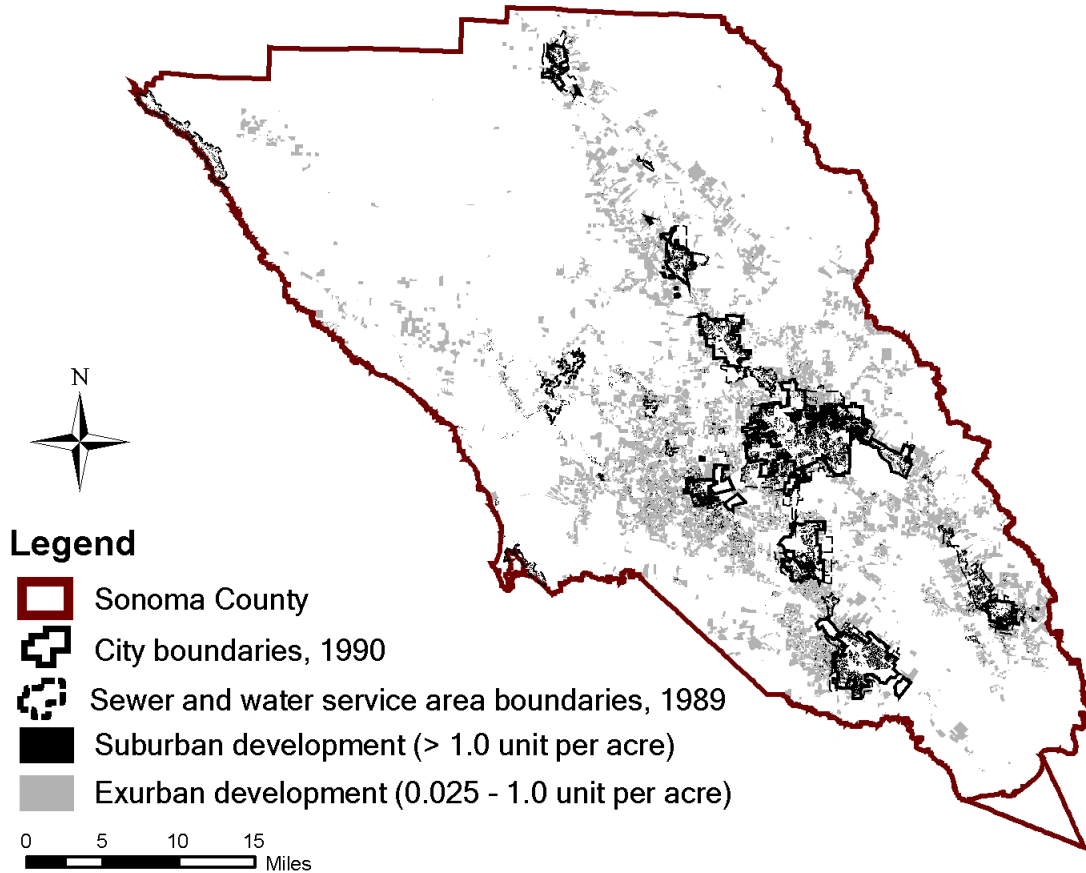 N
Legend
Sonoma County
City boundaries, 1990
Sewer and water service area boundaries, 1989
Suburban development (> 1.0 unit per acre)
Exurban development (0.025 - 1.0 unit per acre)
0 5 10 15
Miles